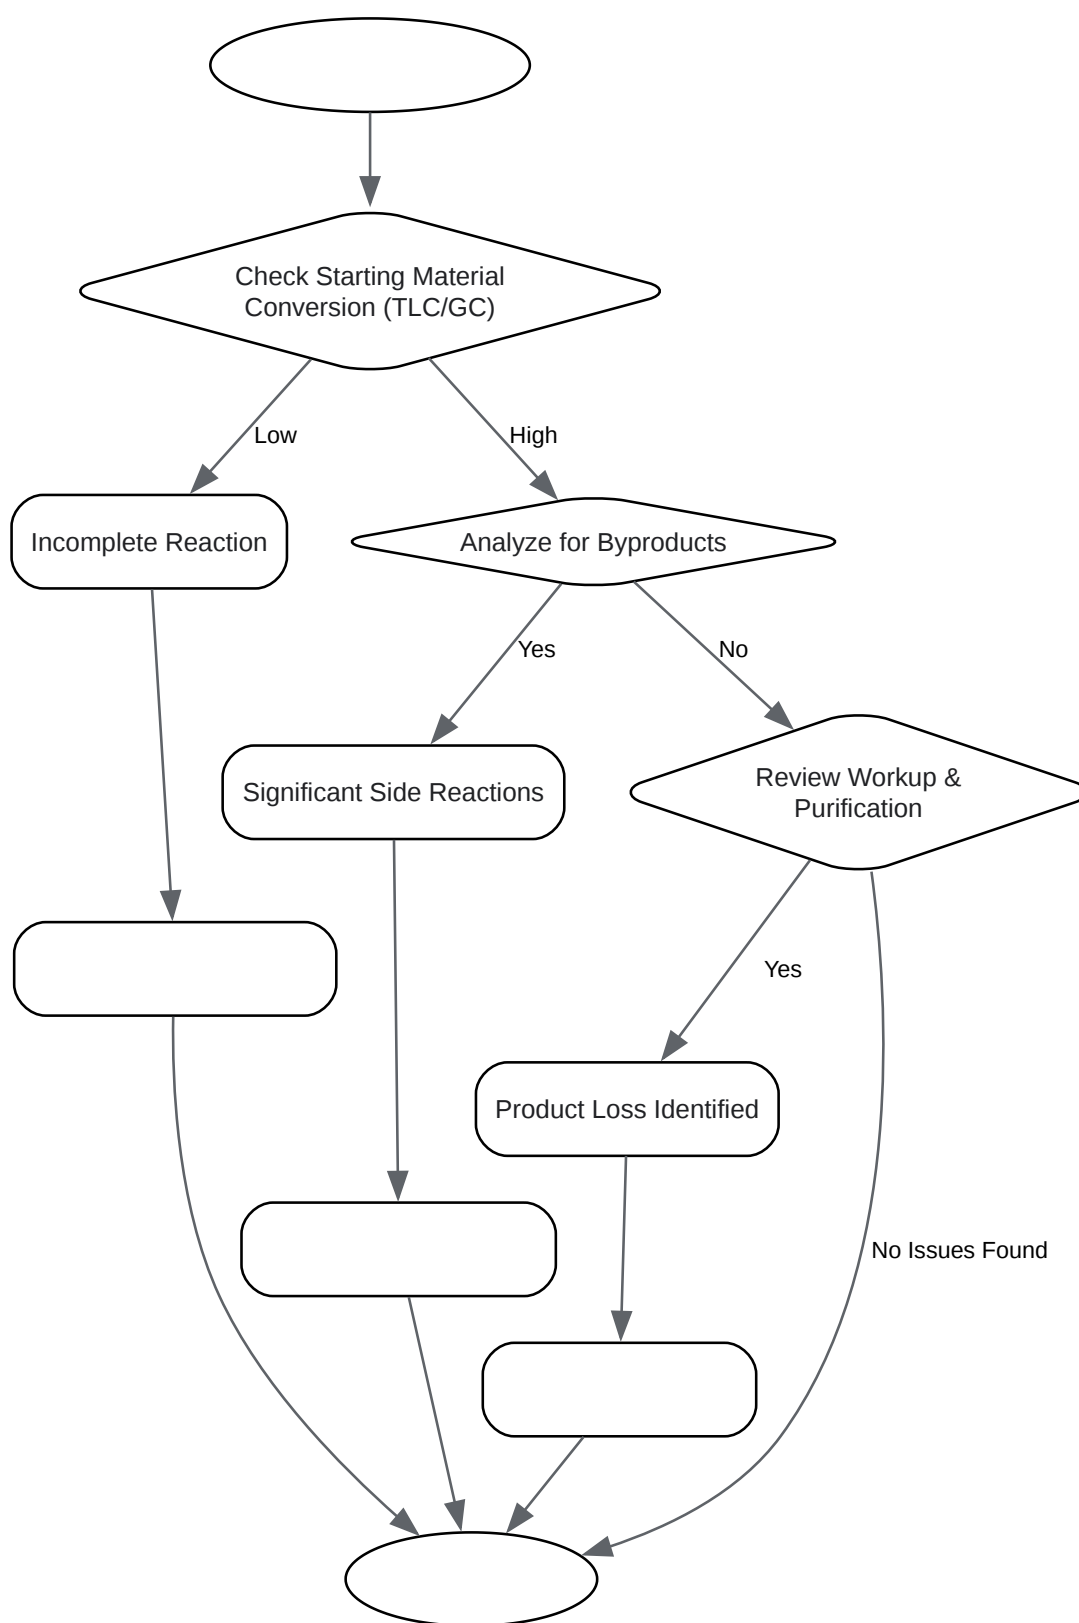 Check Starting Material
Conversion (TLC/GC)
Low
High
Incomplete Reaction
Analyze for Byproducts
Yes
No
Significant Side Reactions
Review Workup &
Purification
Yes
Product Loss Identified
No Issues Found